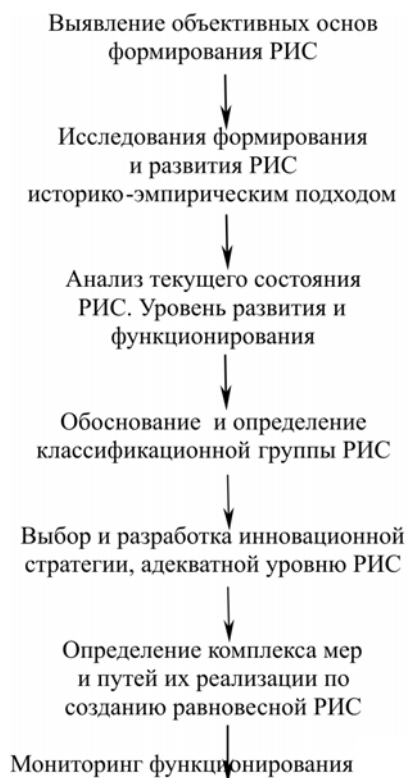 Выявление объективных основ
формирования РИС
Исследования формирования
и развития РИС
историко-эмпирическим подходом
Анализ текущего состояния
РИС. Уровень развития и
функционирования
Обоснование и определение
классификационной группы РИС
Выбор и разработка инновационной
стратегии, адекватной уровню РИС
Определение комплекса мер
и путей их реализации по
созданию равновесной РИС
Мониторинг функционирования